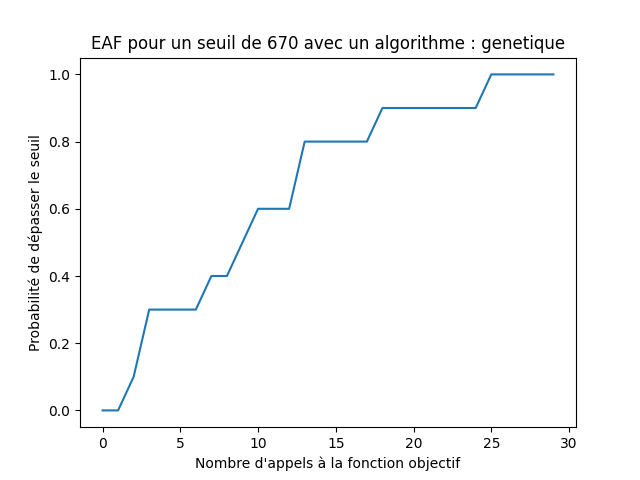 EAF pour un seuil de 670 avec un algorithme : genetique
Probabilité de dépasser le seuil
1.0
0.8
0.6
0.4
0.2
0.0
0 5 10 15 20 25 30
Nombre d'appels à la fonction objectif